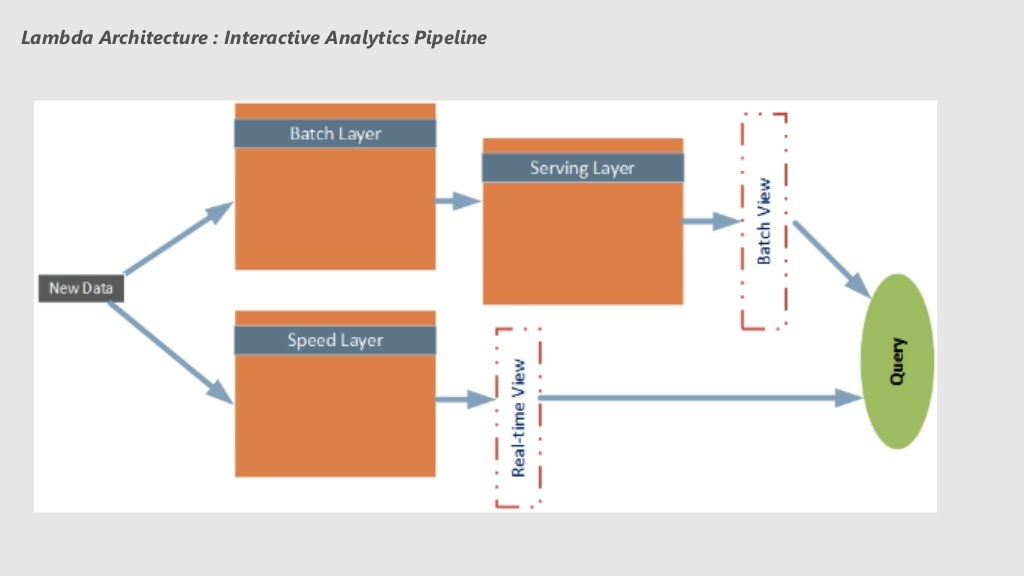 Lambda Architecture : Interactive Analytics Pipeline
Batch Layer
Serving Layer
Batch View
New Data
Speed Layer
Real-time View
Query